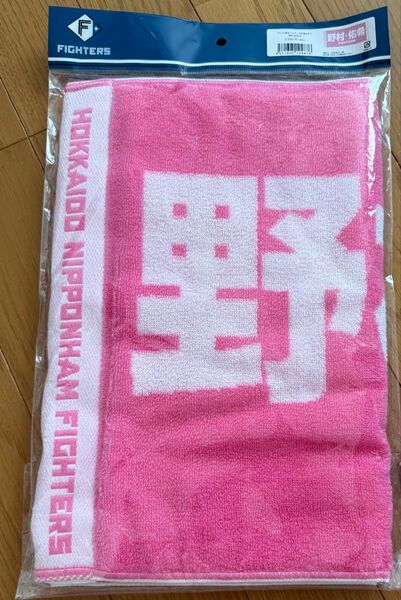 F
FIGHTERS
野村・佑希
野
HOKKAIDO NIPPONHAM FIGHTERS